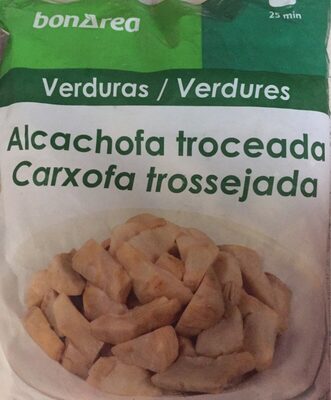 bonÀrea
25 min
Verduras / Verdures
Alcachofa troceada
Carxofa trossejada